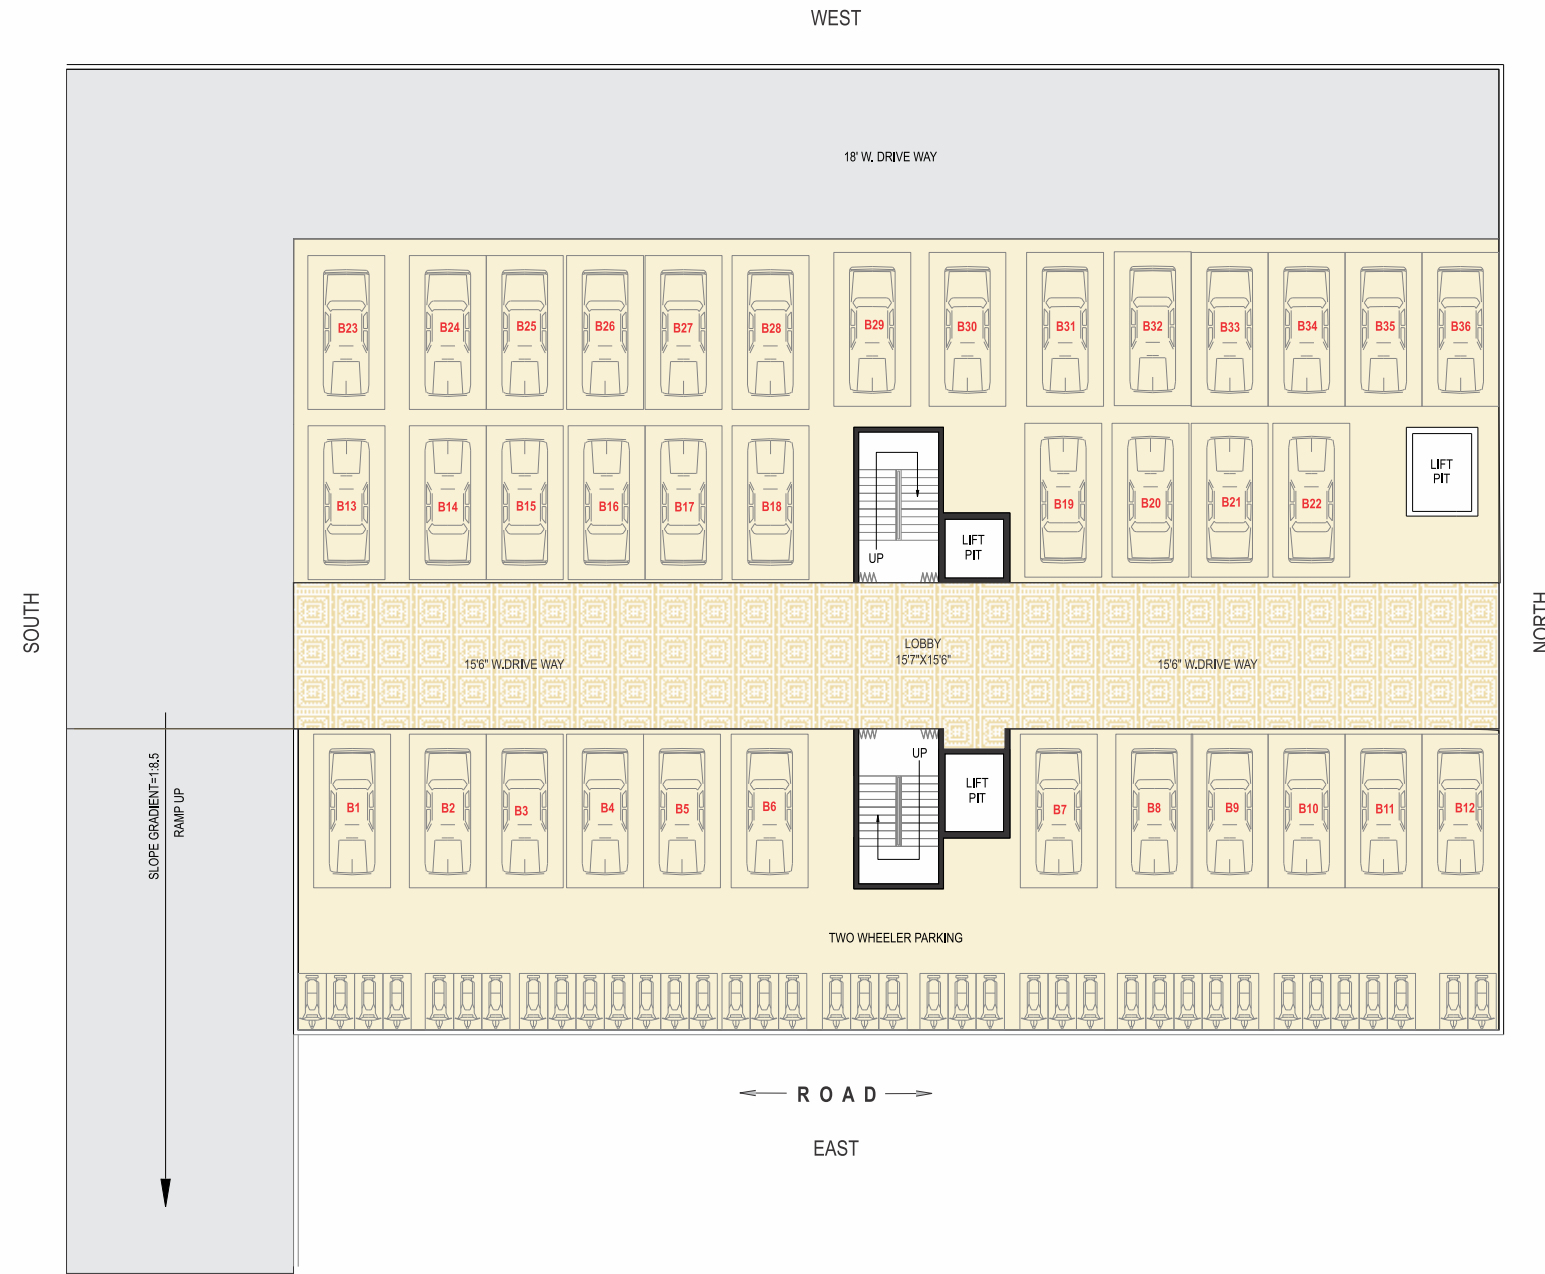 WEST
18' W. DRIVE WAY
B23 B24 B25 B26 B27 B28 B29 B30 B31 B32 B33 B34 B35 B36
B13 B14 B15 B16 B17 B18 B19 B20 B21 B22
LIFT
PIT
LIFT
PIT
UP
SOUTH
NORTH
LOBBY
15'7"X15'6"
15'6" W.DRIVE WAY
15'6" W.DRIVE WAY
UP
LIFT
PIT
SLOPE GRADIENT=1:8.5
RAMP UP
B1 B2 B3 B4 B5 B6 B7 B8 B9 B10 B11 B12
TWO WHEELER PARKING
ROAD
EAST